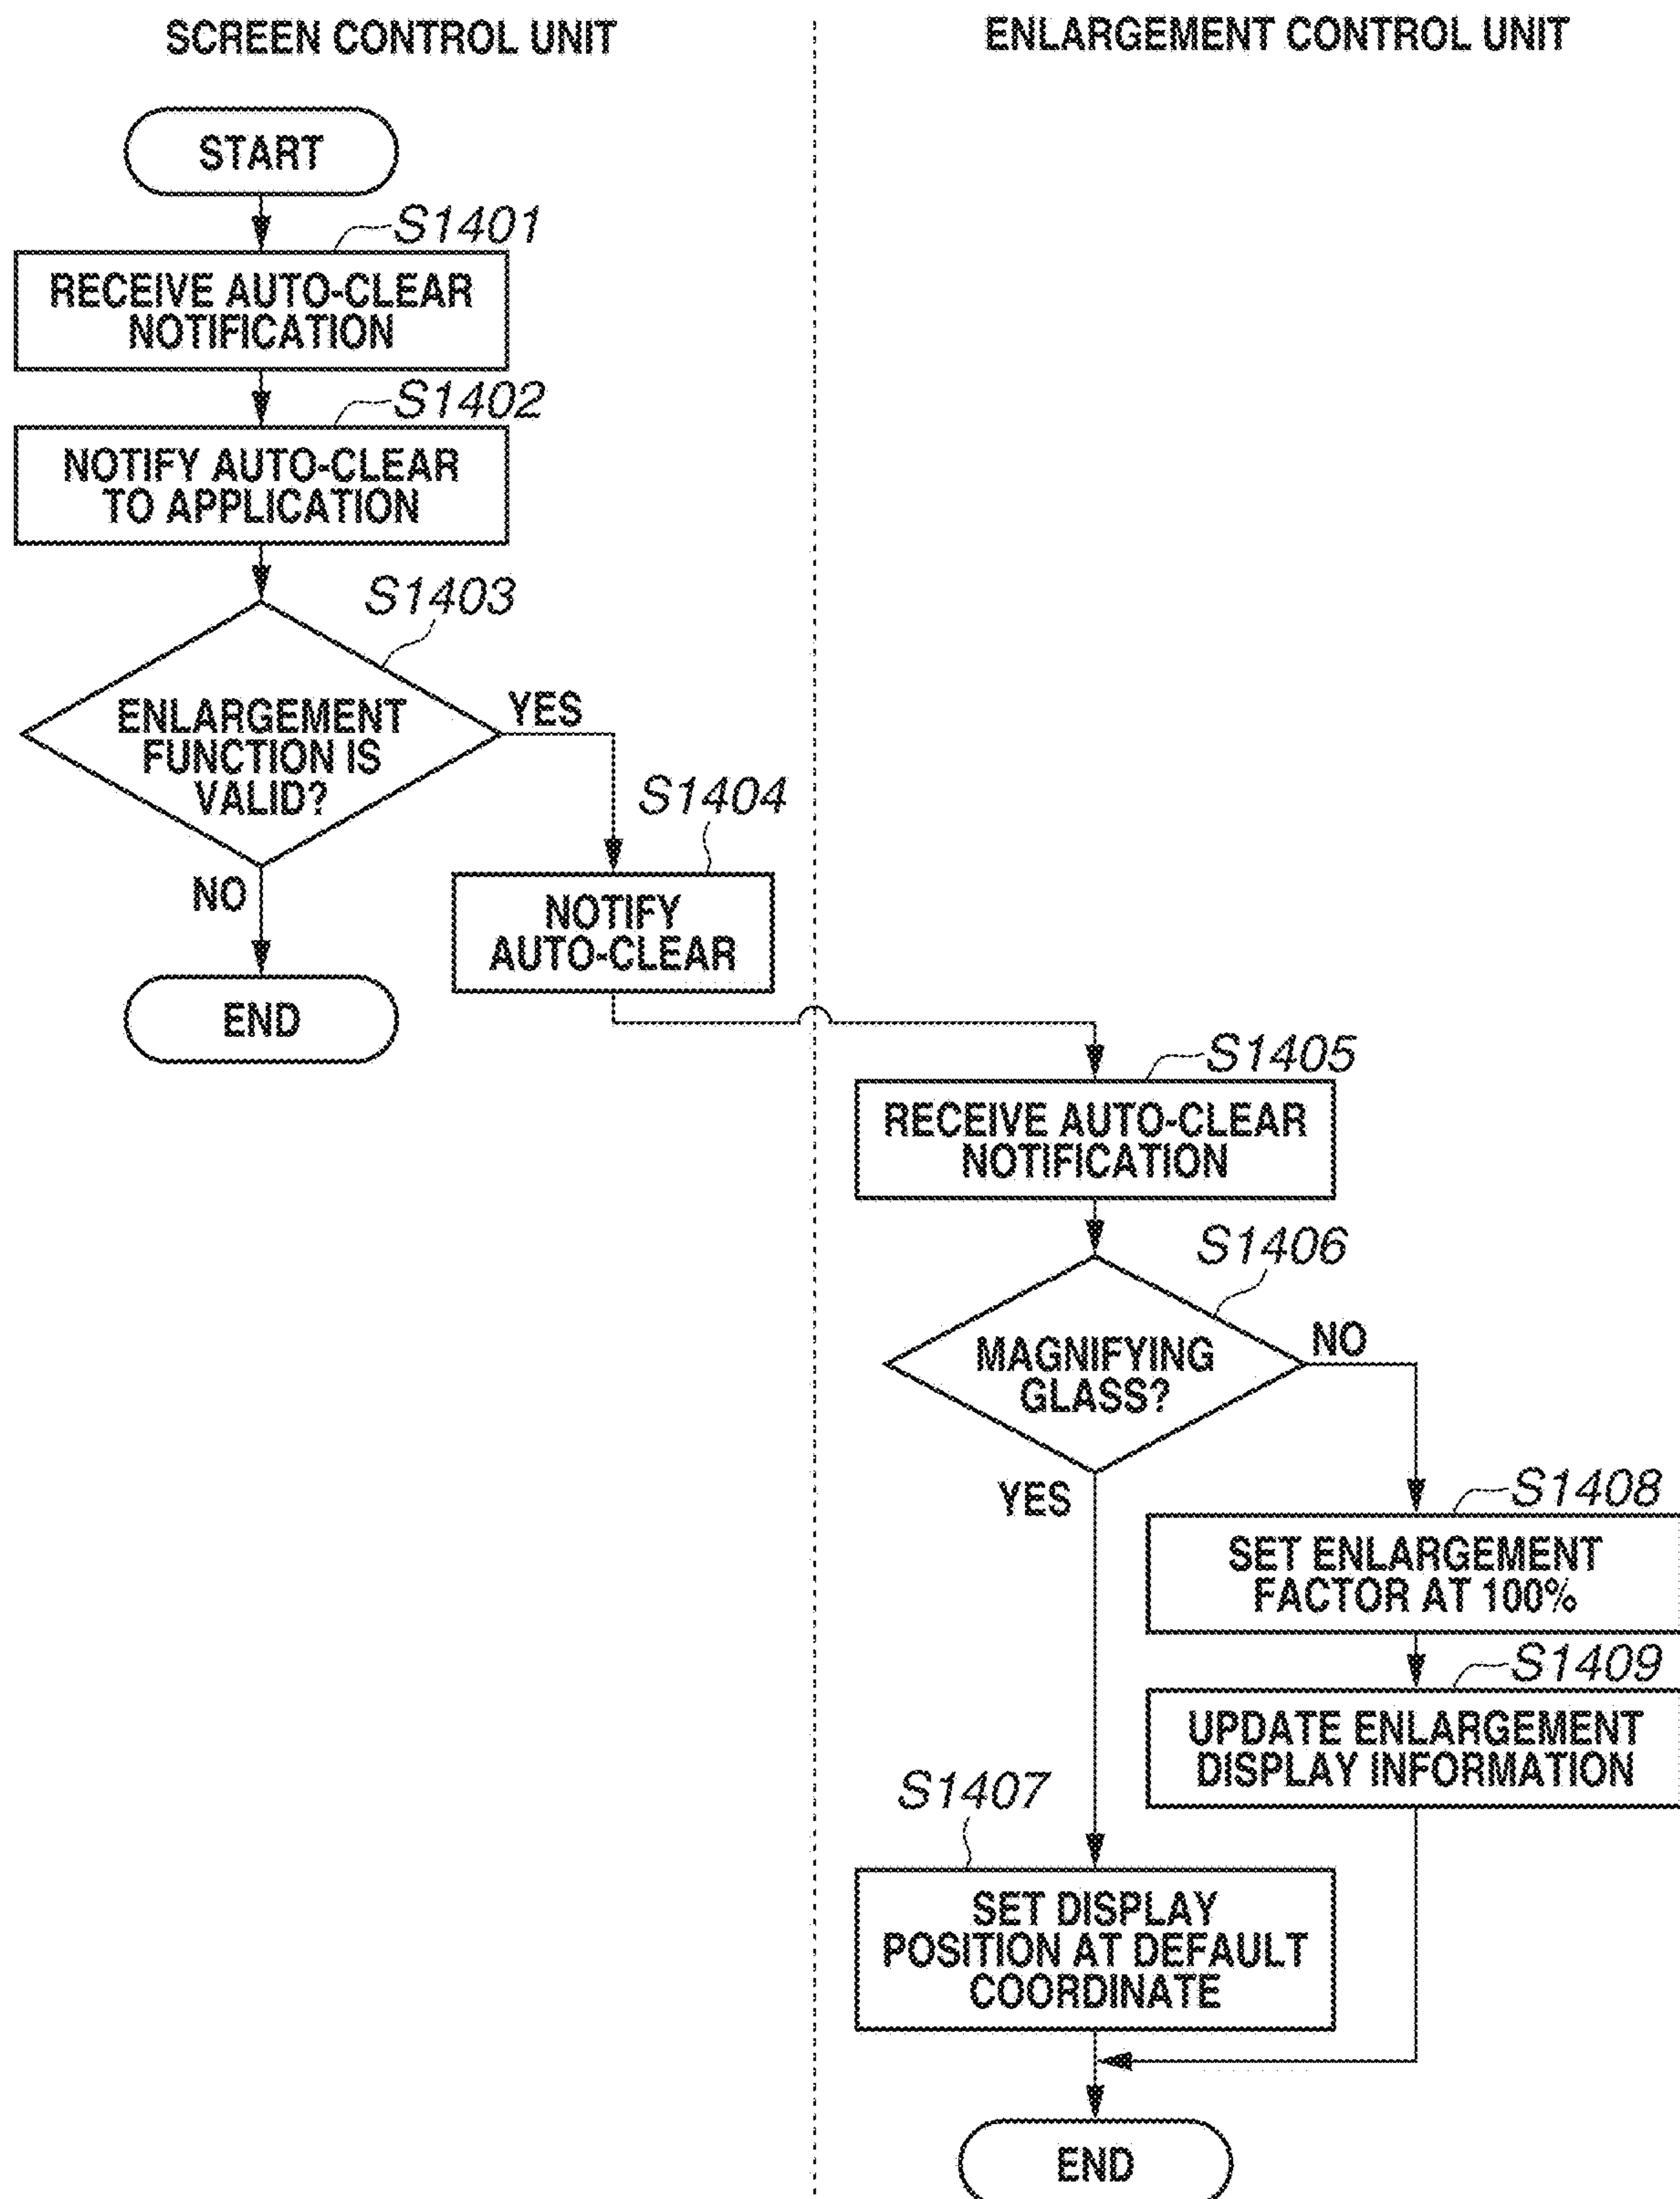 SCREEN CONTROL UNIT
ENLARGEMENT CONTROL UNIT
START
S1401
RECEIVE AUTO-CLEAR
NOTIFICATION
S1402
NOTIFY AUTO-CLEAR
TO APPLICATION
S1403
ENLARGEMENT
FUNCTION IS
VALID?
YES
NO
S1404
NOTIFY
AUTO-CLEAR
END
S1405
RECEIVE AUTO-CLEAR
NOTIFICATION
S1406
MAGNIFYING
GLASS?
NO
YES
S1408
SET ENLARGEMENT
FACTOR AT 100%
S1409
UPDATE ENLARGEMENT
DISPLAY INFORMATION
S1407
SET DISPLAY
POSITION AT DEFAULT
COORDINATE
END